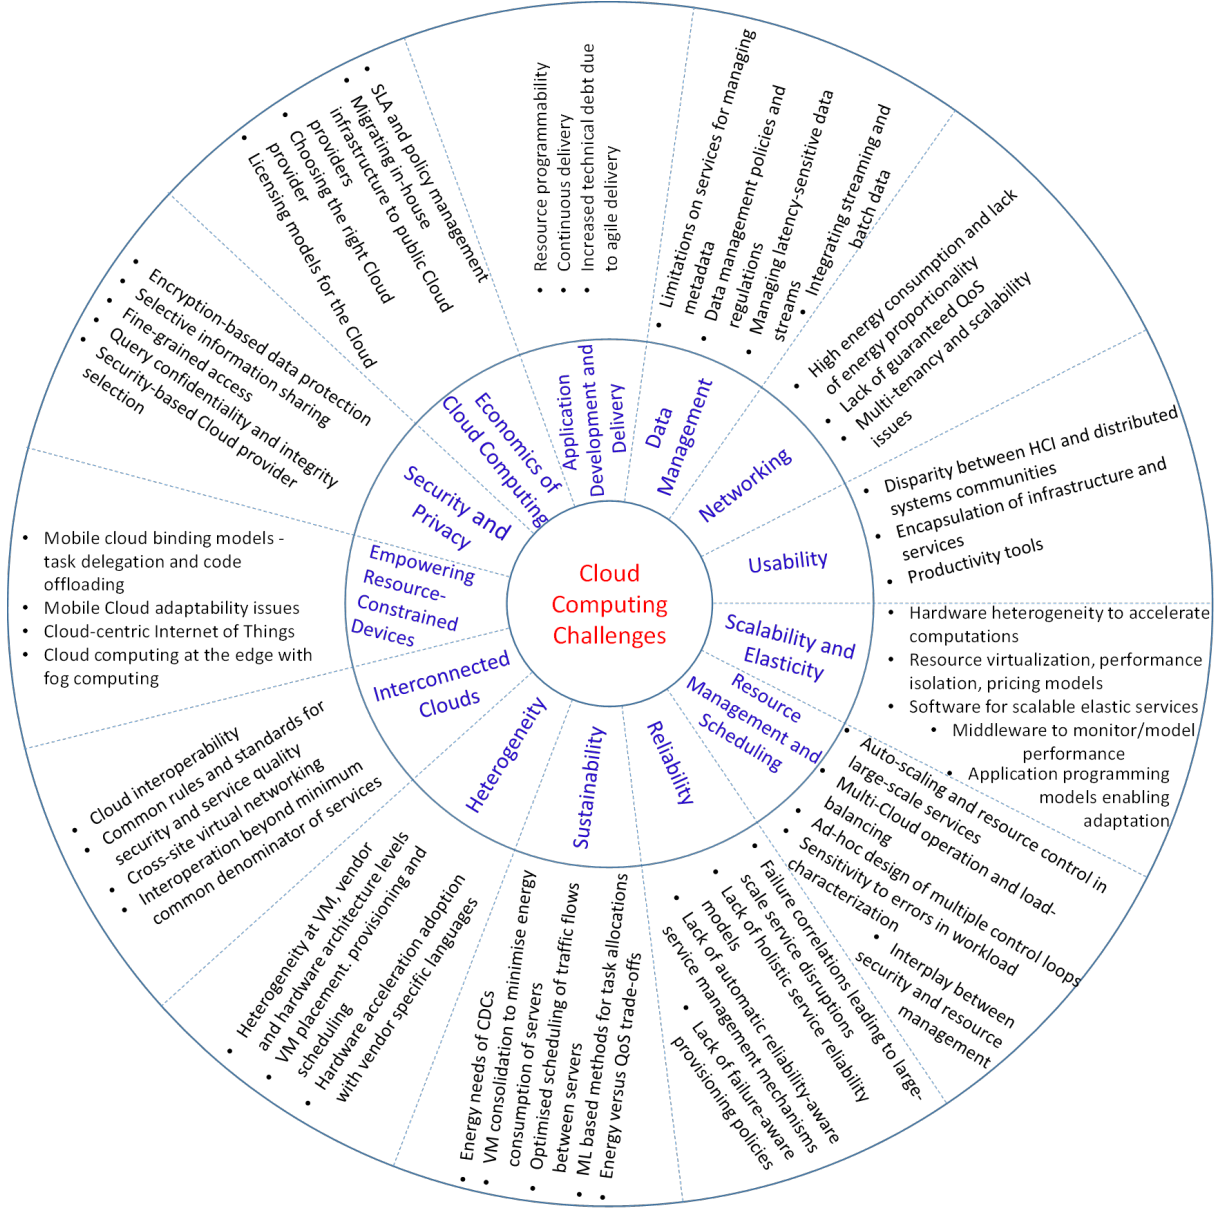 Cloud
Computing
Challenges
Application
Development and
Delivery
• Resource programmability
• Continuous delivery
• Increased technical debt due
to agile delivery
Data
Management
• Limitations on services for managing
metadata
• Data management policies and
regulations
• Managing latency-sensitive data
streams
• Integrating streaming and
batch data
Networking
• High energy consumption and lack
of energy proportionality
• Lack of guaranteed QoS
• Multi-tenancy and scalability
issues
Usability
• Disparity between HCI and distributed
systems communities
• Encapsulation of infrastructure and
services
• Productivity tools
Scalability and
Elasticity
• Hardware heterogeneity to accelerate
computations
• Resource virtualization, performance
isolation, pricing models
• Software for scalable elastic services
• Middleware to monitor/model
performance
• Application programming
models enabling
adaptation
Resource
Management and
Scheduling
• Auto-scaling and resource control in
large-scale services
• Multi-Cloud operation and load-
balancing
• Ad-hoc design of multiple control loops
• Sensitivity to errors in workload
characterization
• Interplay between
security and resource
management
Reliability
• Failure correlations leading to large-
scale service disruptions
• Lack of holistic service reliability
models
• Lack of automatic reliability-aware
service management mechanisms
• Lack of failure-aware
provisioning policies
Sustainability
• Energy needs of CDCs
• VM consolidation to minimise energy
consumption of servers
• Optimised scheduling of traffic flows
between servers
• ML based methods for task allocations
• Energy versus QoS trade-offs
Heterogeneity
• Heterogeneity at VM, vendor
and hardware architecture levels
• VM placement. provisioning and
scheduling
• Hardware acceleration adoption
with vendor specific languages
Interconnected
Clouds
• Cloud interoperability
• Common rules and standards for
security and service quality
• Cross-site virtual networking
• Interoperation beyond minimum
common denominator of services
Empowering
Resource-
Constrained
Devices
• Mobile cloud binding models -
task delegation and code
offloading
• Mobile Cloud adaptability issues
• Cloud-centric Internet of Things
• Cloud computing at the edge with
fog computing
Security and
Privacy
• Encryption-based data protection
• Selective information sharing
• Fine-grained access
• Query confidentiality and integrity
• Security-based Cloud provider
selection
Economics of
Cloud Computing
• SLA and policy management
• Migrating in-house
infrastructure to public Cloud
providers
• Choosing the right Cloud
provider
• Licensing models for the Cloud